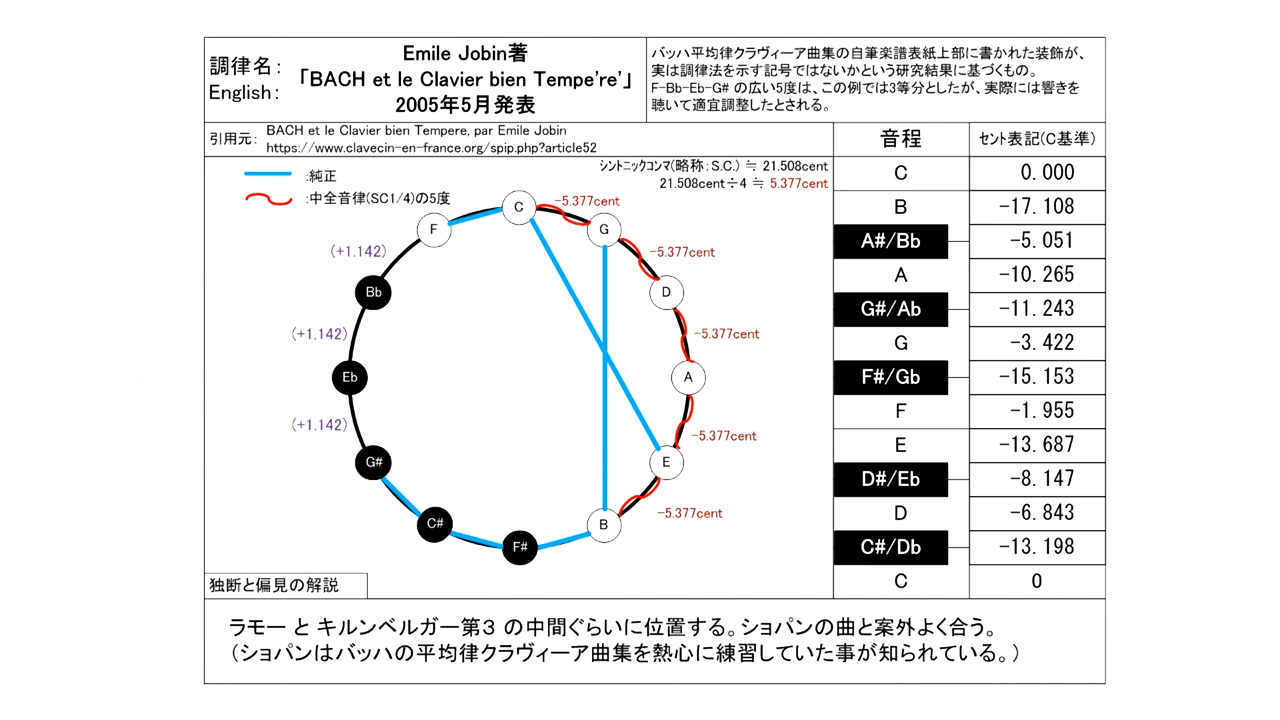 調律名：
English：
Emile Jobin著
「BACH et le Clavier bien Tempe're'」
2005年5月発表
バッハ平均律クラヴィーア曲集の自筆楽譜表紙上部に書かれた装飾が、
実は調律法を示す記号ではないかという研究結果に基づくもの。
F-Bb-Eb-G# の広い5度は、この例では3等分としたが、実際には響きを
聴いて適宜調整したとされる。
引用元：
BACH et le Clavier bien Tempere, par Emile Jobin
https://www.clavecin-en-france.org/spip.php?article52
音程
セント表記(C基準)
シントニックコンマ(略称：S.C.) ≒ 21.508cent
21.508cent÷4 ≒ 5.377cent
:純正
:中全音律(SC1/4)の5度
C
G
D
A
E
B
F#
C#
G#
Eb
Bb
F
-5.377cent
-5.377cent
-5.377cent
-5.377cent
-5.377cent
(+1.142)
(+1.142)
(+1.142)
C 0.000
B -17.108
A#/Bb -5.051
A -10.265
G#/Ab -11.243
G -3.422
F#/Gb -15.153
F -1.955
E -13.687
D#/Eb -8.147
D -6.843
C#/Db -13.198
C 0
独断と偏見の解説
ラモー と キルンベルガー第３ の中間ぐらいに位置する。ショパンの曲と案外よく合う。
（ショパンはバッハの平均律クラヴィーア曲集を熱心に練習していた事が知られている。）